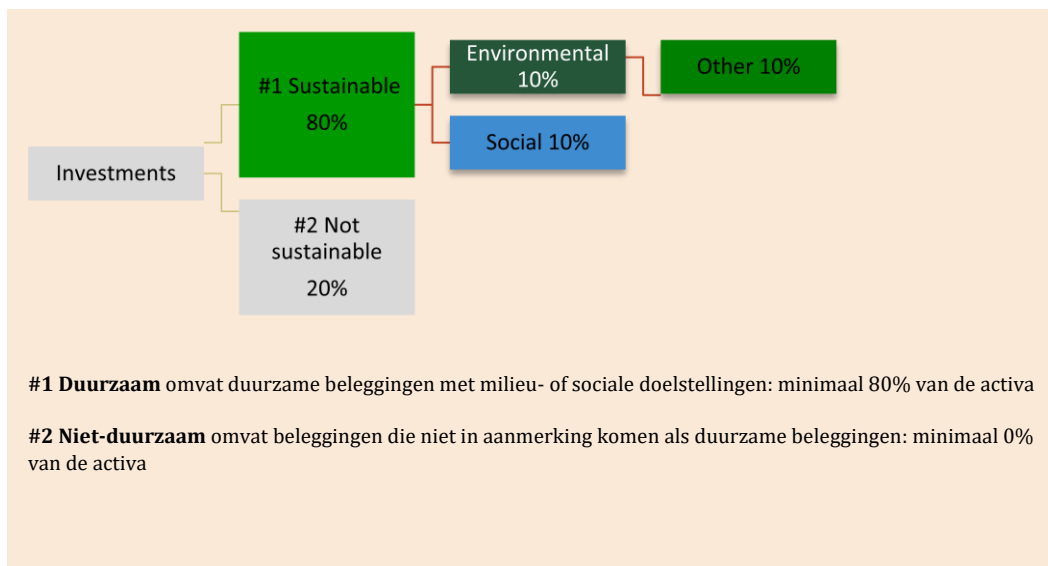 Investments
#1 Sustainable
80%
#2 Not
sustainable
20%
Environmental
10%
Social 10%
Other 10%
#1 Duurzaam omvat duurzame beleggingen met milieu- of sociale doelstellingen: minimaal 80% van de activa
#2 Niet-duurzaam omvat beleggingen die niet in aanmerking komen als duurzame beleggingen: minimaal 0%
van de activa